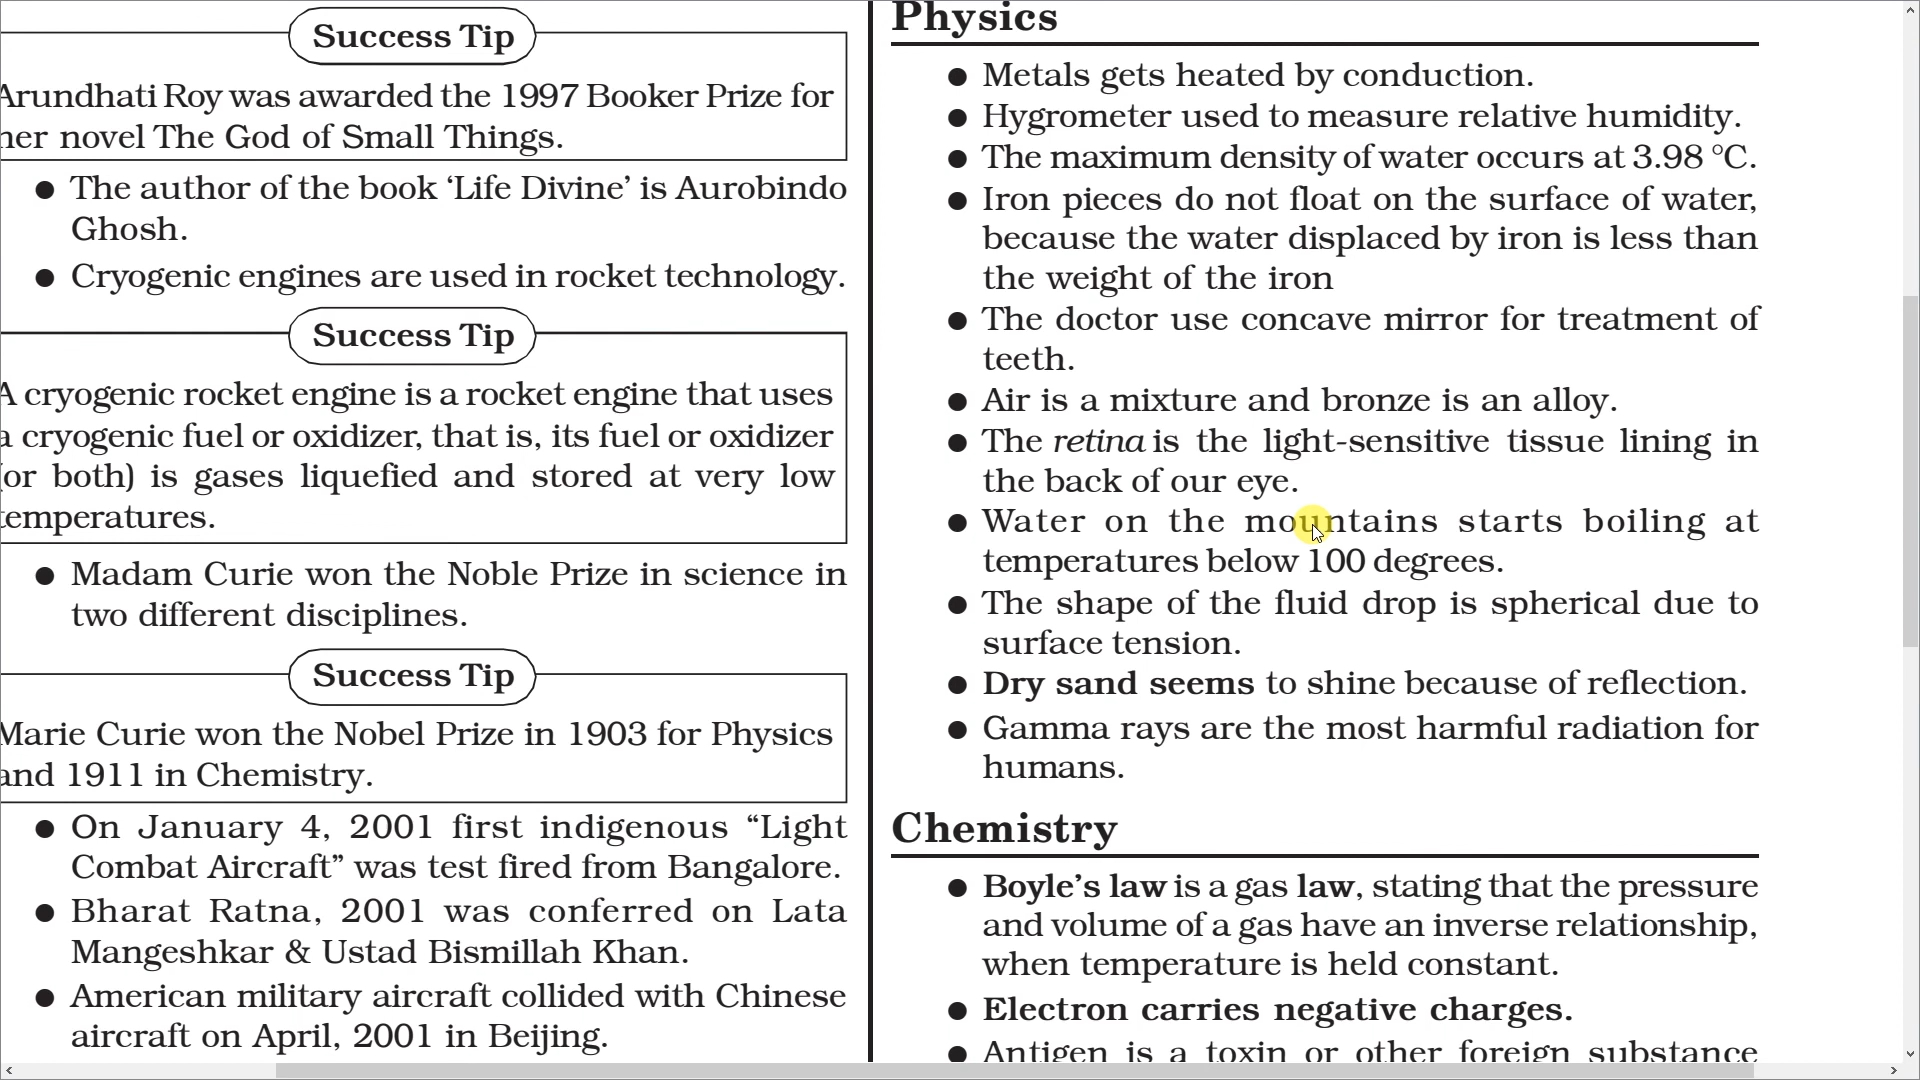 Success Tip
Arundhati Roy was awarded the 1997 Booker Prize for
her novel The God of Small Things.
● The author of the book ‘Life Divine’ is Aurobindo
Ghosh.
● Cryogenic engines are used in rocket technology.
Success Tip
A cryogenic rocket engine is a rocket engine that uses
a cryogenic fuel or oxidizer, that is, its fuel or oxidizer
(or both) is gases liquefied and stored at very low
temperatures.
● Madam Curie won the Noble Prize in science in
two different disciplines.
Success Tip
Marie Curie won the Nobel Prize in 1903 for Physics
and 1911 in Chemistry.
● On January 4, 2001 first indigenous “Light
Combat Aircraft” was test fired from Bangalore.
● Bharat Ratna, 2001 was conferred on Lata
Mangeshkar & Ustad Bismillah Khan.
● American military aircraft collided with Chinese
aircraft on April, 2001 in Beijing.
Physics
● Metals gets heated by conduction.
● Hygrometer used to measure relative humidity.
● The maximum density of water occurs at 3.98 °C.
● Iron pieces do not float on the surface of water,
because the water displaced by iron is less than
the weight of the iron
● The doctor use concave mirror for treatment of
teeth.
● Air is a mixture and bronze is an alloy.
● The retina is the light-sensitive tissue lining in
the back of our eye.
● Water on the mountains starts boiling at
temperatures below 100 degrees.
● The shape of the fluid drop is spherical due to
surface tension.
● Dry sand seems to shine because of reflection.
● Gamma rays are the most harmful radiation for
humans.
Chemistry
● Boyle’s law is a gas law, stating that the pressure
and volume of a gas have an inverse relationship,
when temperature is held constant.
● Electron carries negative charges.
● Antigen is a toxin or other foreign substance